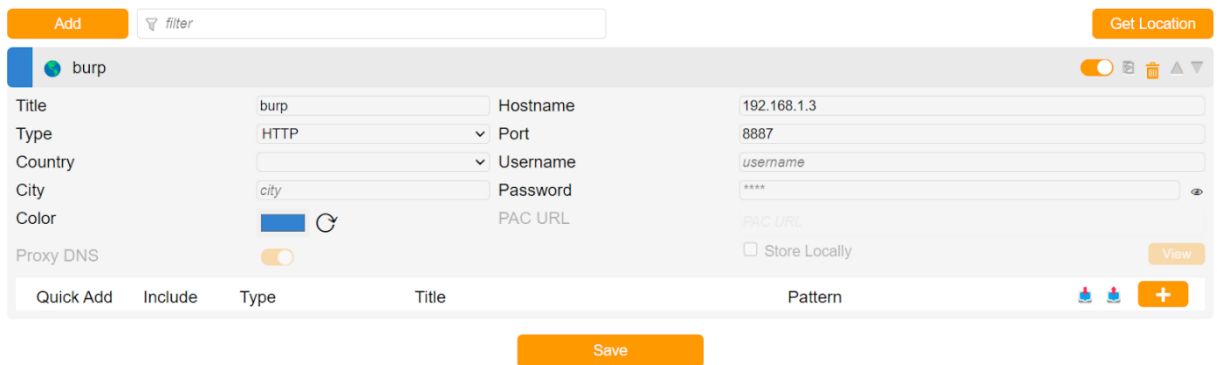 Add filter Get Location
burp
Title burp Hostname 192.168.1.3
Type HTTP Port 8887
Country Username username
City city Password ****
Color PAC URL PAC URL
Proxy DNS Store Locally View
Quick Add Include Type Title Pattern +
Save